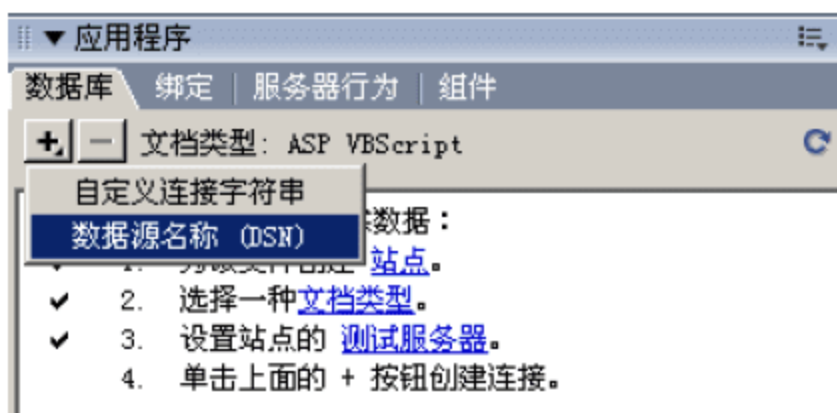 ▼ 应用程序
数据库 绑定 | 服务器行为 | 组件
+ - 文档类型: ASP VBScript
自定义连接字符串
数据:
数据源名称 (DSN)
1. 站点。
✓ 2. 选择一种文档类型。
✓ 3. 设置站点的 测试服务器。
4. 单击上面的 + 按钮创建连接。